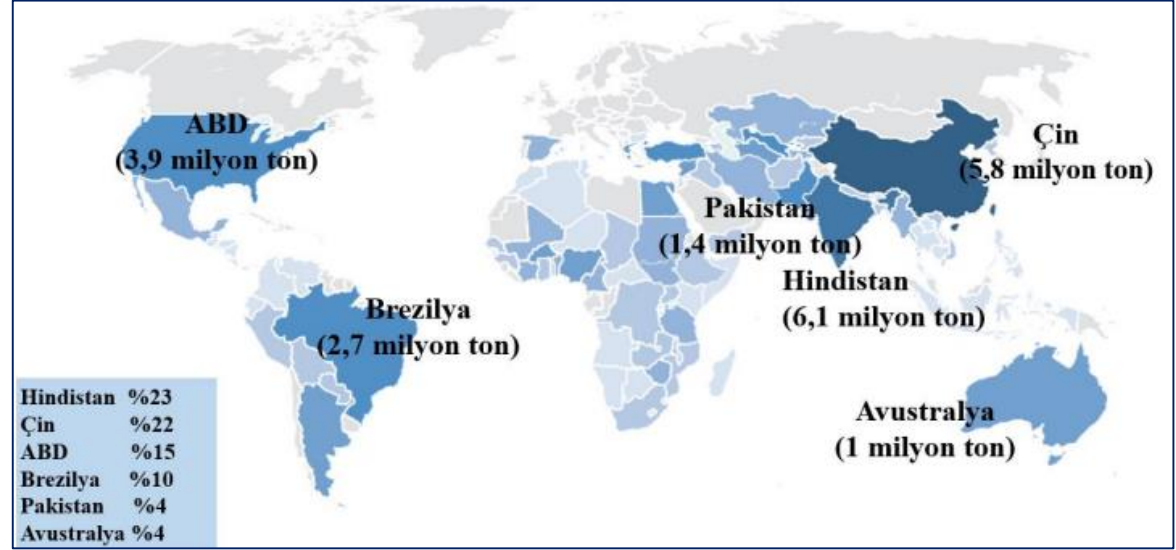 ABD
(3,9 milyon ton)
Çin
(5,8 milyon ton)
Pakistan
(1,4 milyon ton)
Hindistan
(6,1 milyon ton)
Brezilya
(2,7 milyon ton)
Avustralya
(1 milyon ton)
Hindistan %23
Çin %22
ABD %15
Brezilya %10
Pakistan %4
Avustralya %4